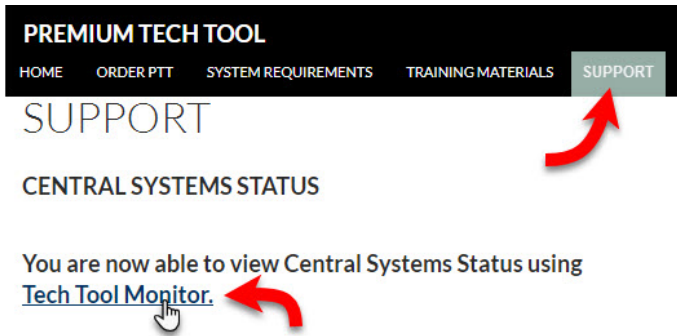 PREMIUM TECH TOOL
HOME ORDER PTT SYSTEM REQUIREMENTS TRAINING MATERIALS SUPPORT
SUPPORT
CENTRAL SYSTEMS STATUS
You are now able to view Central Systems Status using
Tech Tool Monitor.